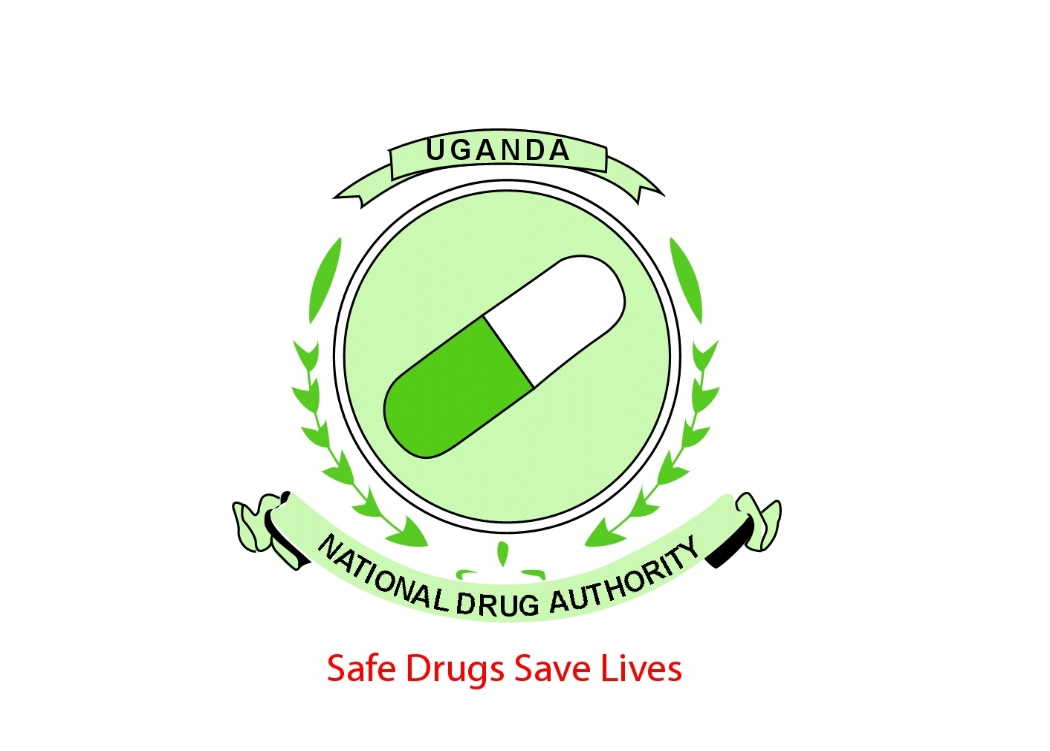 UGANDA
NATIONAL DRUG AUTHORITY
Safe Drugs Save Lives